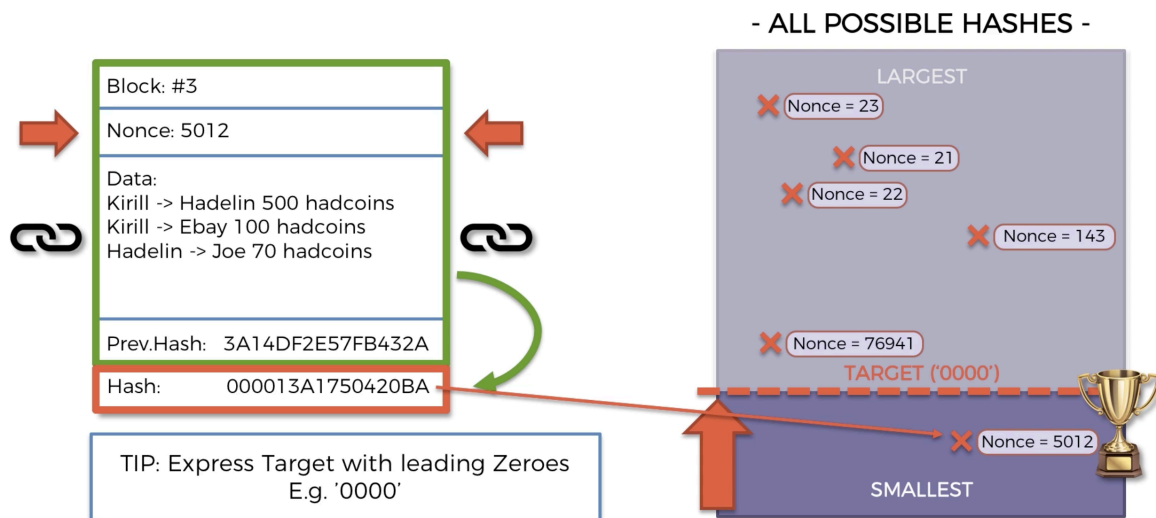 Block: #3
Nonce: 5012
Data:
Kirill -> Hadelin 500 hadcoins
Kirill -> Ebay 100 hadcoins
Hadelin -> Joe 70 hadcoins
Prev.Hash: 3A14DF2E57FB432A
Hash: 000013A1750420BA
TIP: Express Target with leading Zeroes
E.g. '0000'
- ALL POSSIBLE HASHES -
LARGEST
Nonce = 23
Nonce = 21
Nonce = 22
Nonce = 143
Nonce = 76941
TARGET ('0000')
Nonce = 5012
SMALLEST